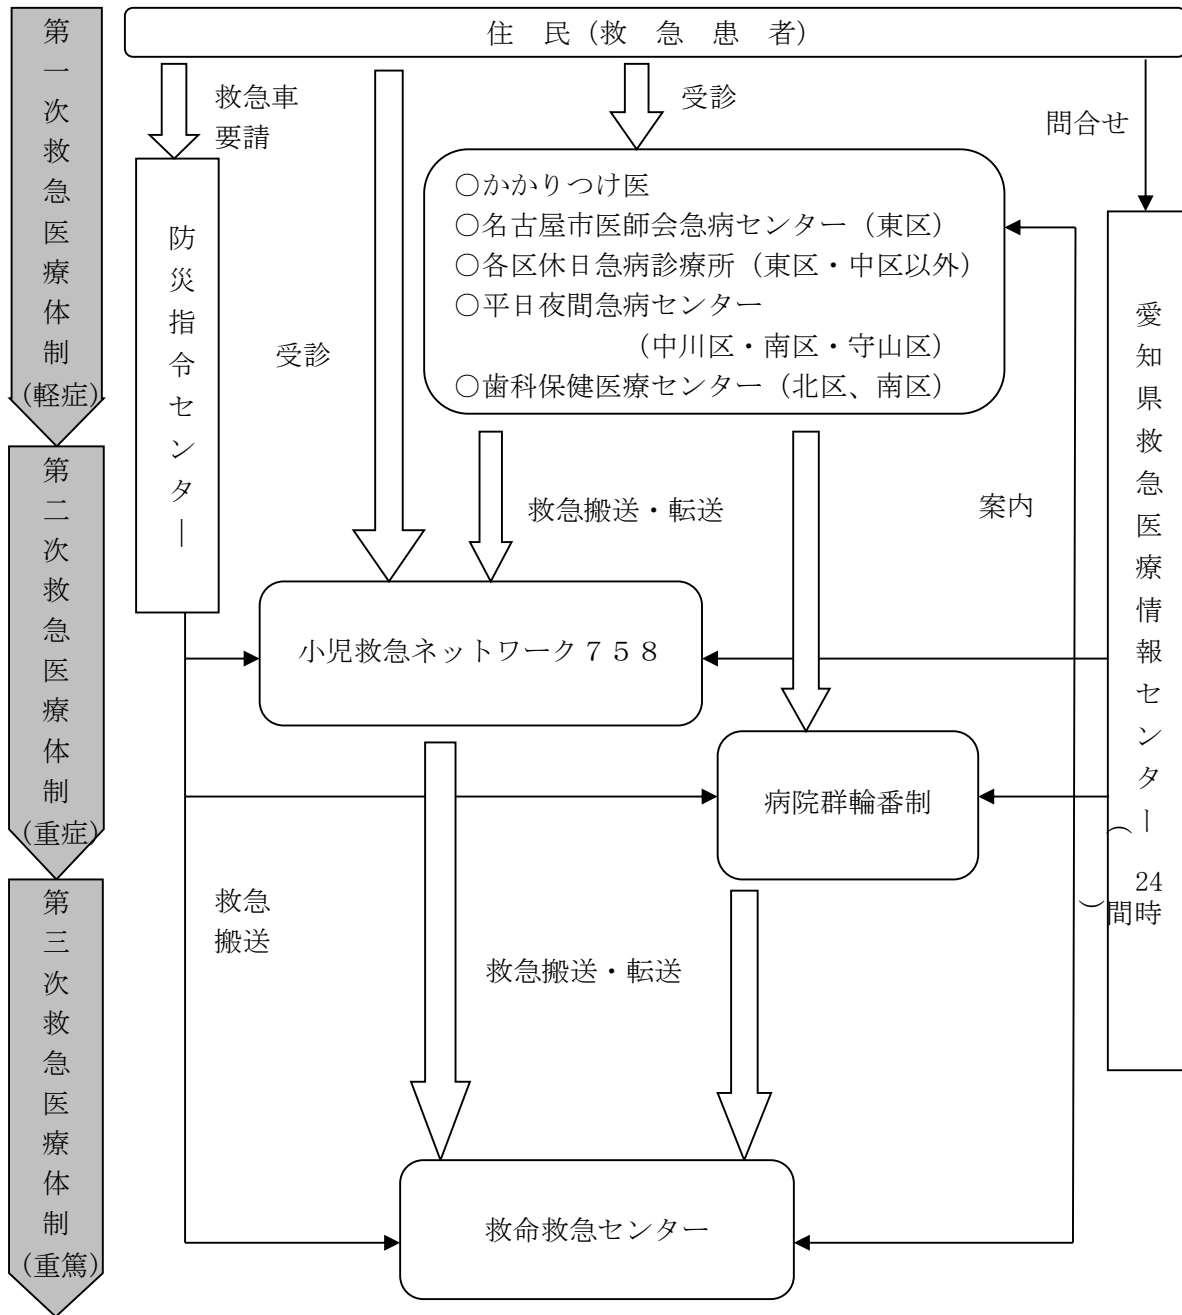 住　民（救　急　患　者）
第一次救急医療体制
（軽症）
救急車
要請
受診
問合せ
防災指令センター
受診
○かかりつけ医
○名古屋市医師会急病センター（東区）
○各区休日急病診療所（東区・中区以外）
○平日夜間急病センター
（中川区・南区・守山区）
○歯科保健医療センター（北区、南区）
愛知県救急医療情報センター（24時間）
第二次救急医療体制
（重症）
救急搬送・転送
案内
小児救急ネットワーク７５８
病院群輪番制
第三次救急医療体制
（重篤）
救急
搬送
救急搬送・転送
救命救急センター